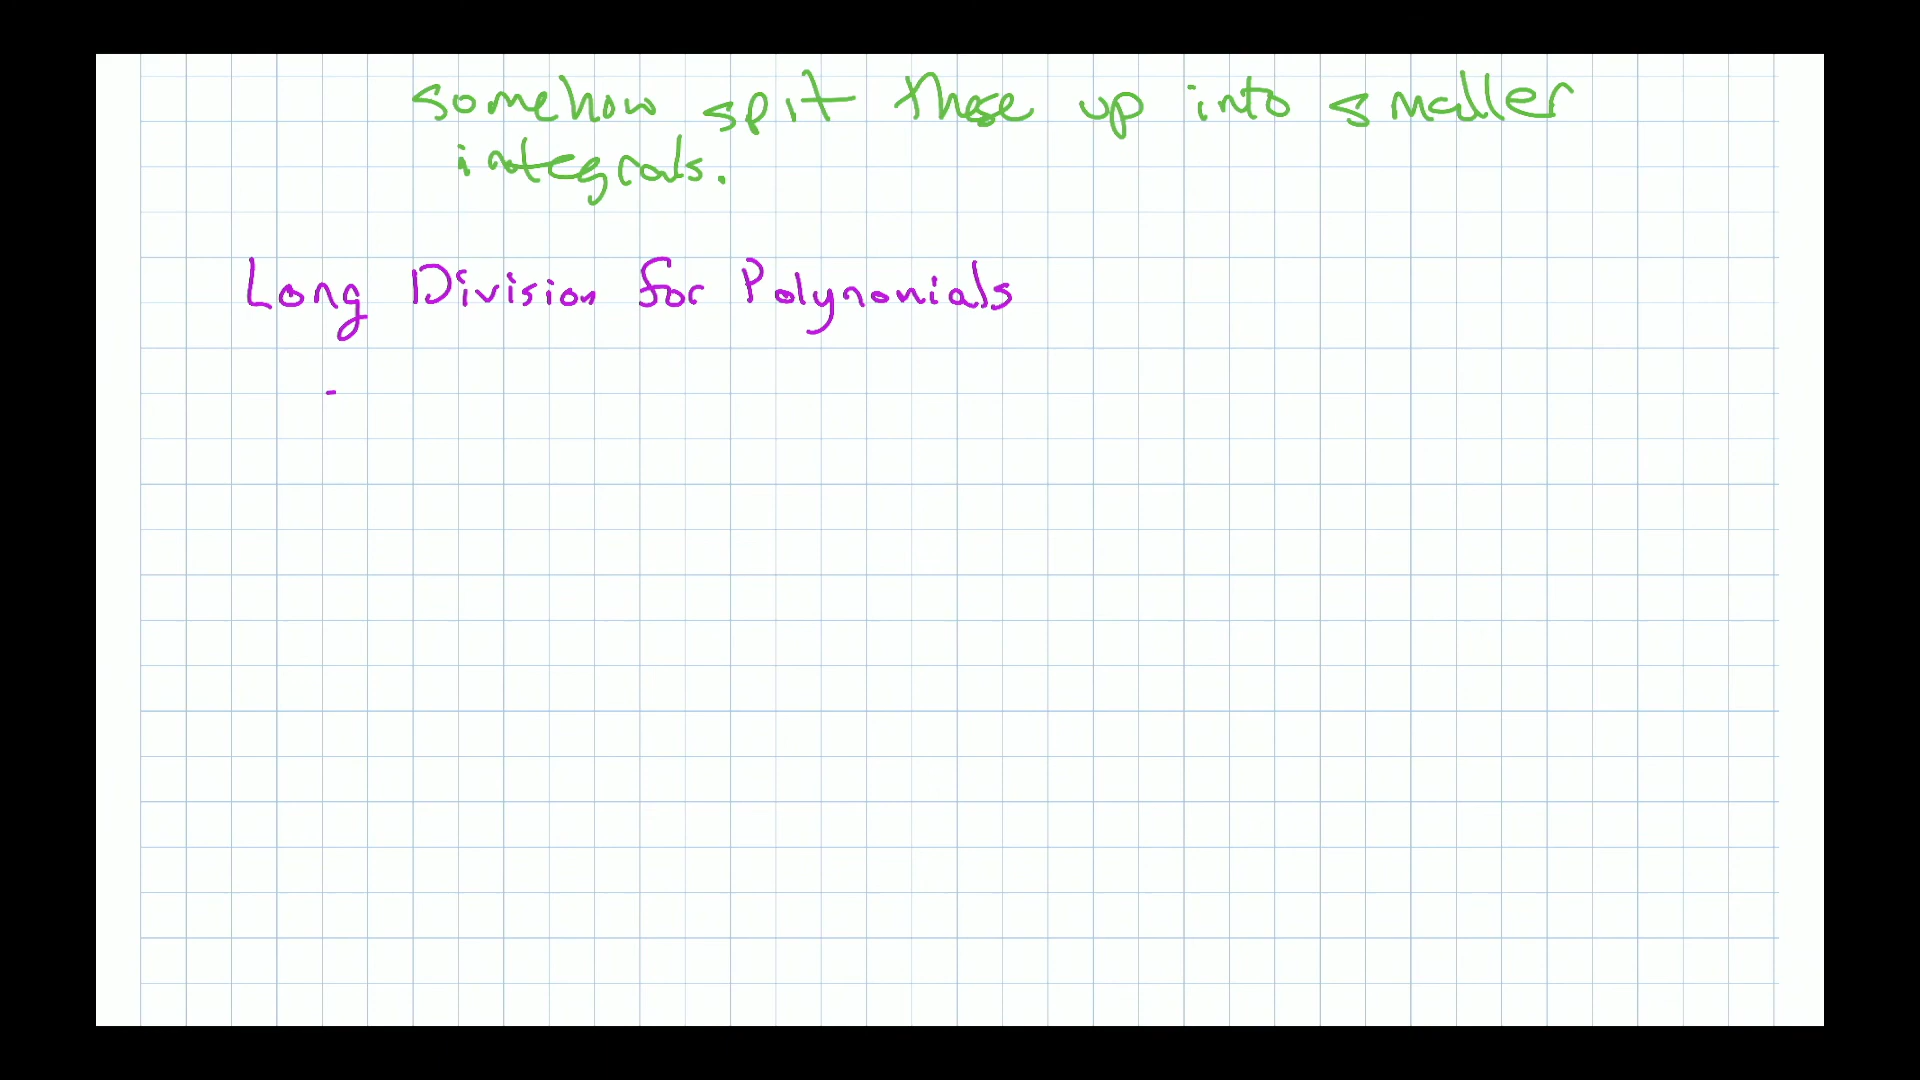 somehow spit these up into smaller
integrals.
Long Division for Polynomials
-